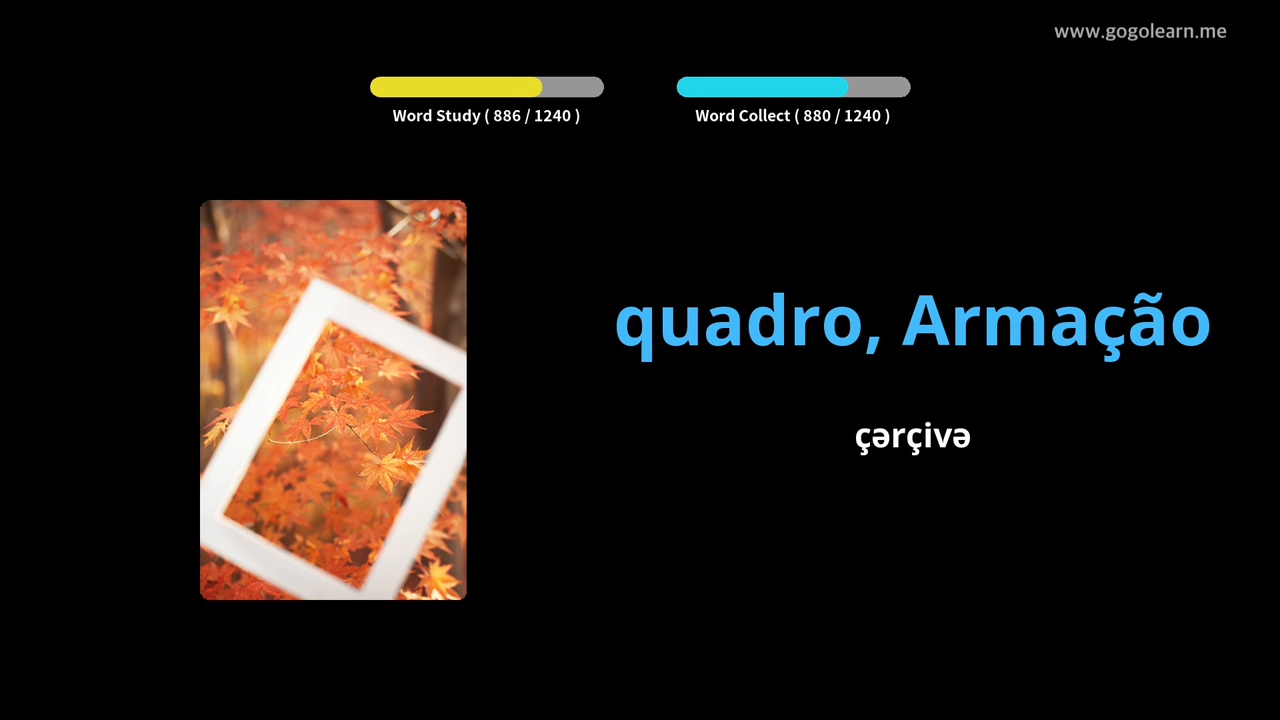 www.gogolearn.me
Word Study ( 886 / 1240 )
Word Collect ( 880 / 1240 )
quadro, Armação
çərçivə